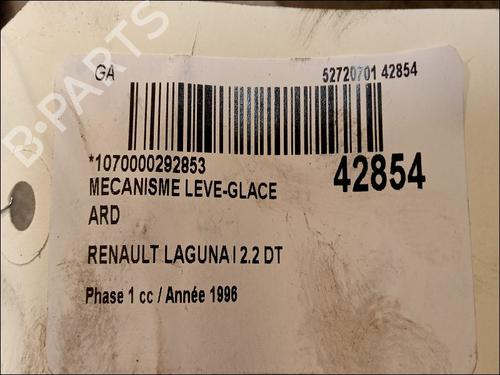 GA
52720701 42854
*1070000292853
42854
MECANISME LEVE-GLACE
ARD
RENAULT LAGUNA I 2.2 DT
Phase 1 cc / Année 1996
B-PARTS